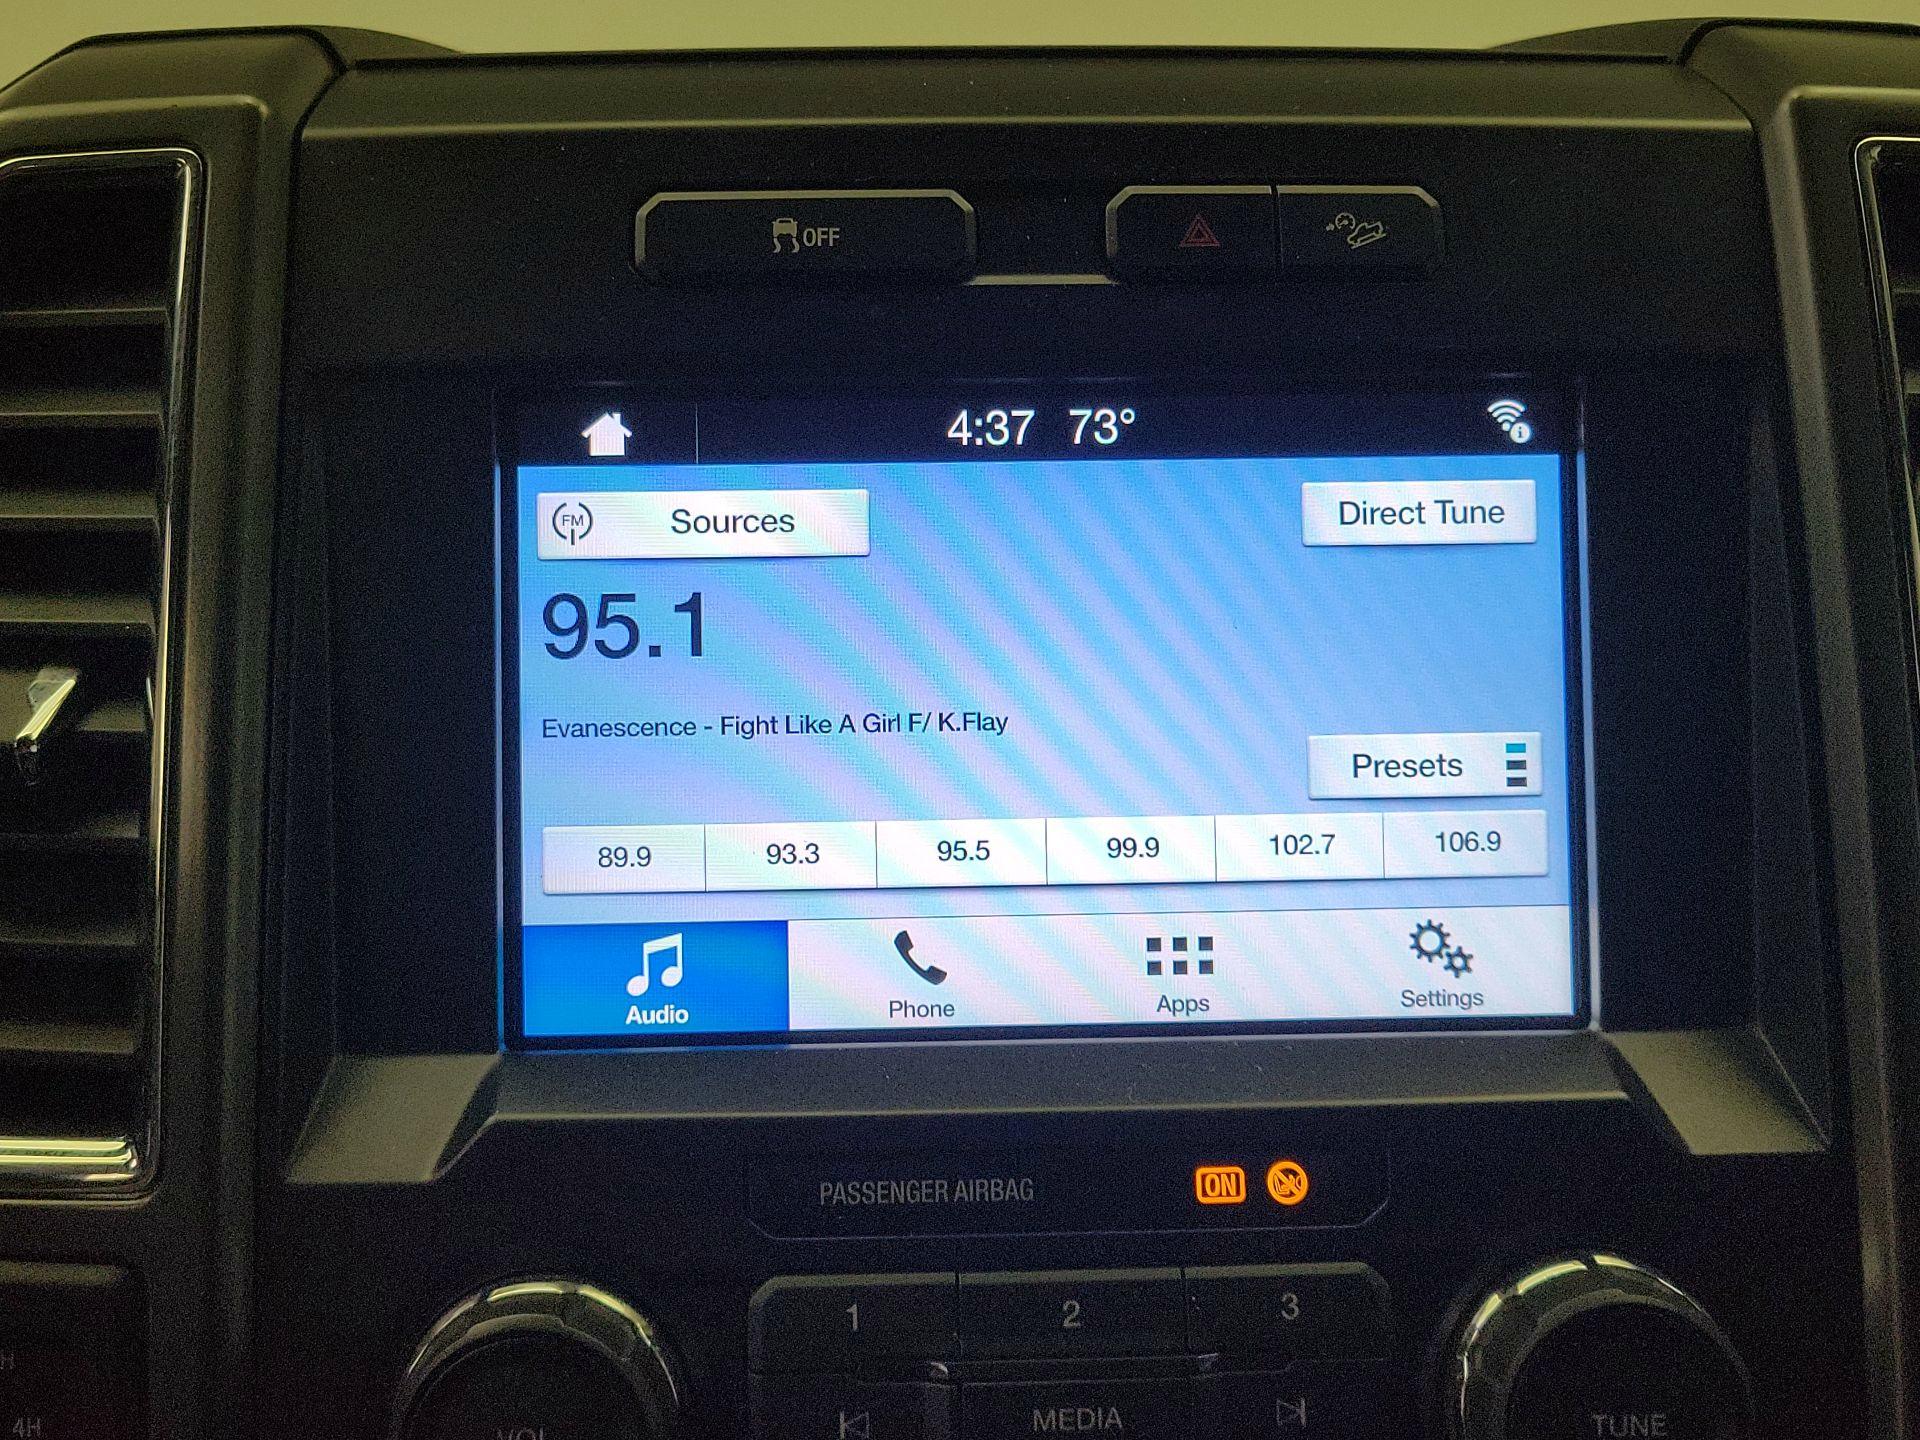 OFF
4:37 73°
FM Sources
Direct Tune
95.1
Evanescence - Fight Like A Girl F/ K.Flay
Presets
89.9 93.3 95.5 99.9 102.7 106.9
Audio Phone Apps Settings
PASSENGER AIRBAG ON
1 2 3
4H
VOL MEDIA TUNE